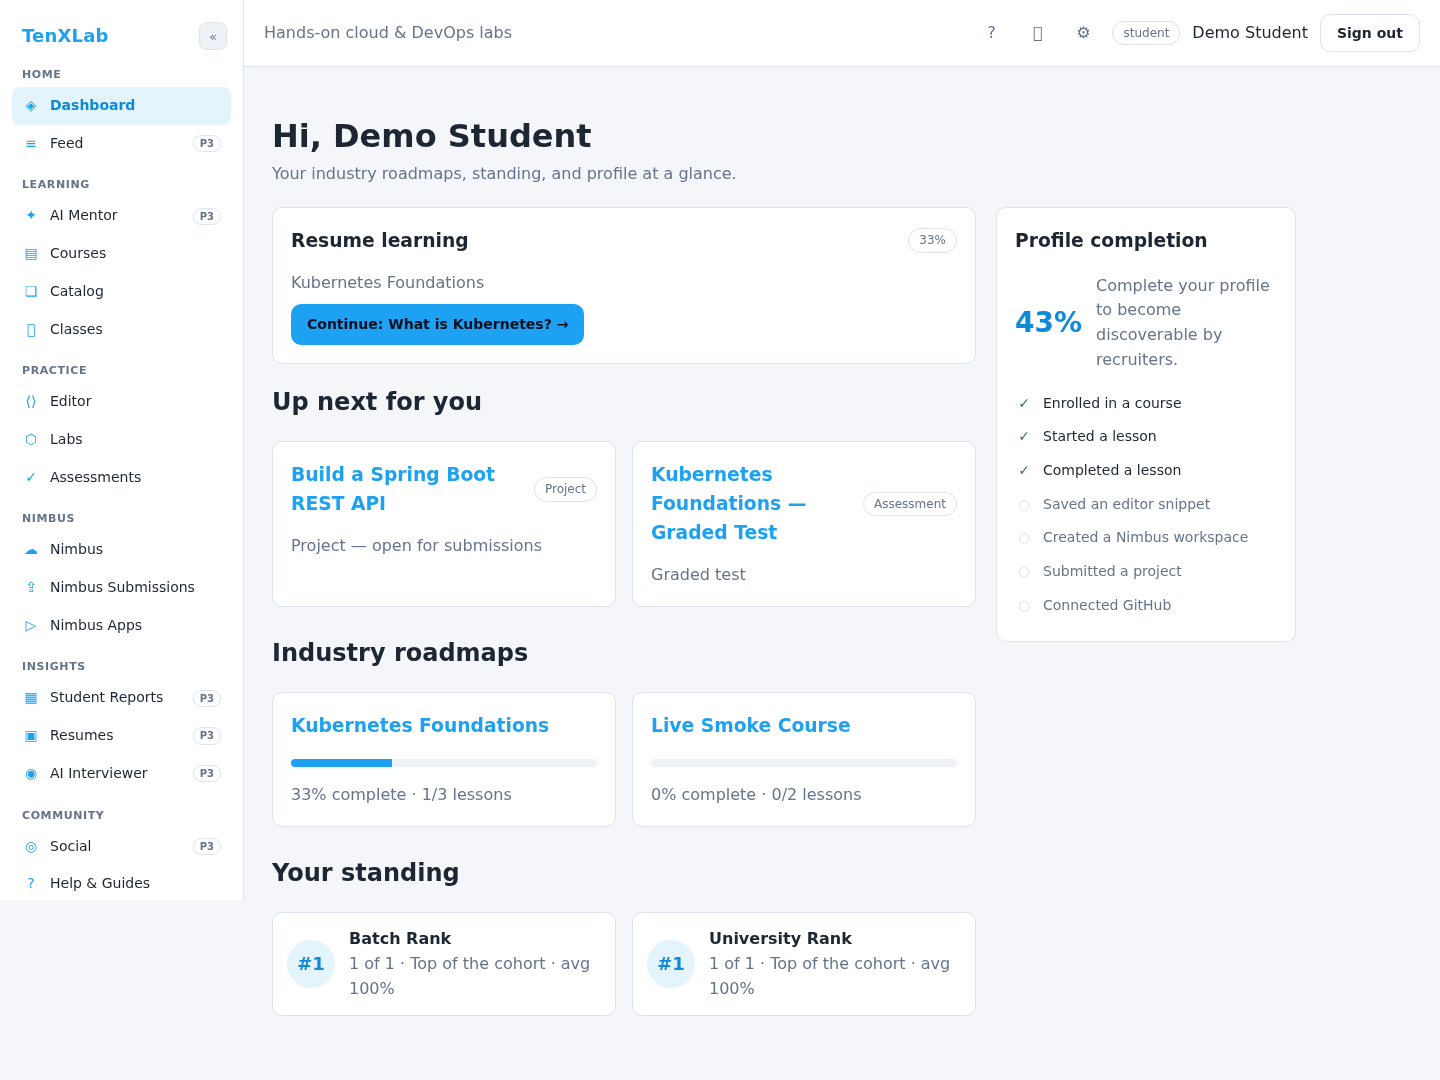 TenXLab
«
HOME
Dashboard
Feed P3
LEARNING
AI Mentor P3
Courses
Catalog
Classes
PRACTICE
Editor
Labs
Assessments
NIMBUS
Nimbus
Nimbus Submissions
Nimbus Apps
INSIGHTS
Student Reports P3
Resumes P3
AI Interviewer P3
COMMUNITY
Social P3
? Help & Guides
Hands-on cloud & DevOps labs
? student Demo Student Sign out
Hi, Demo Student
Your industry roadmaps, standing, and profile at a glance.
Resume learning 33%
Kubernetes Foundations
Continue: What is Kubernetes? →
Up next for you
Build a Spring Boot
REST API
Project
Project — open for submissions
Kubernetes
Foundations —
Graded Test
Assessment
Graded test
Industry roadmaps
Kubernetes Foundations
33% complete · 1/3 lessons
Live Smoke Course
0% complete · 0/2 lessons
Your standing
#1
Batch Rank
1 of 1 · Top of the cohort · avg
100%
#1
University Rank
1 of 1 · Top of the cohort · avg
100%
Profile completion
43%
Complete your profile
to become
discoverable by
recruiters.
✓ Enrolled in a course
✓ Started a lesson
✓ Completed a lesson
Saved an editor snippet
Created a Nimbus workspace
Submitted a project
Connected GitHub